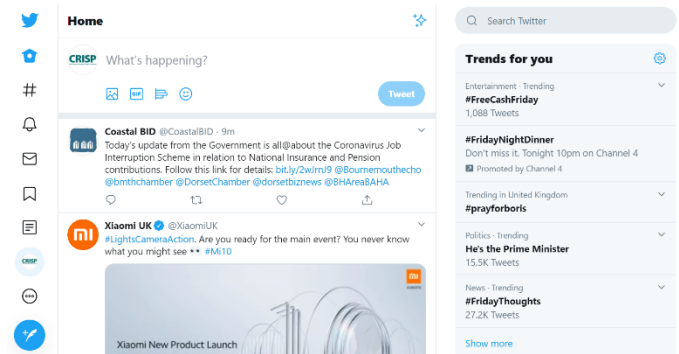 Home
Search Twitter
CRISP What's happening?
GIF
Tweet
Coastal BID @CoastalBID · 9m
Today's update from the Government is all@about the Coronavirus Job
Interruption Scheme in relation to National Insurance and Pension
contributions. Follow this link for details: bit.ly/2wJrnJ9 @Bournemouthecho
@bmthchamber @DorsetChamber @dorsetbiznews @BHAreaBAHA
Xiaomi UK @XiaomiUK
#LightsCameraAction. Are you ready for the main event? You never know
what you might see 👀 #Mi10
mi
Xiaomi New Product Launch
CRISP
Trends for you
Entertainment · Trending
#FreeCashFriday
1,088 Tweets
#FridayNightDinner
Don't miss it. Tonight 10pm on Channel 4
Promoted by Channel 4
Trending in United Kingdom
#prayforboris
Politics · Trending
He's the Prime Minister
15.5K Tweets
News · Trending
#FridayThoughts
27.2K Tweets
Show more